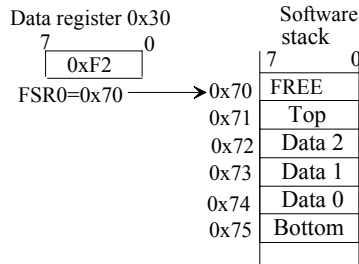 Data register 0x30
7 0
0xF2
FSR0=0x70
Software
stack
7 0
0x70 FREE
0x71 Top
0x72 Data 2
0x73 Data 1
0x74 Data 0
0x75 Bottom